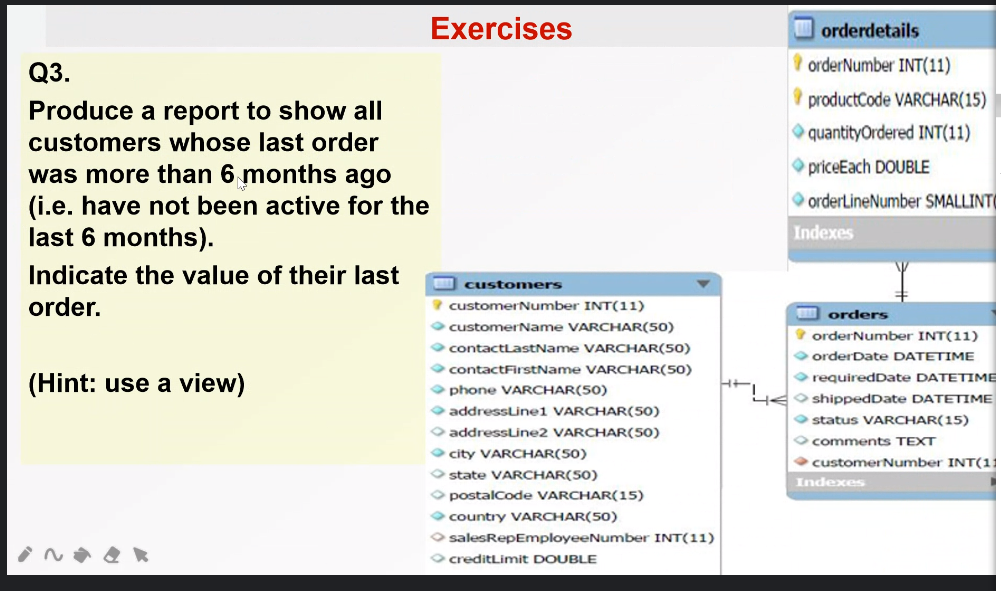 Exercises
Q3.
Produce a report to show all
customers whose last order
was more than 6 months ago
(i.e. have not been active for the
last 6 months).
Indicate the value of their last
order.
(Hint: use a view)
orderdetails
orderNumber INT(11)
productCode VARCHAR(15)
quantityOrdered INT(11)
priceEach DOUBLE
orderLineNumber SMALLINT(
Indexes
customers
customerNumber INT(11)
customerName VARCHAR(50)
contactLastName VARCHAR(50)
contactFirstName VARCHAR(50)
phone VARCHAR(50)
addressLine1 VARCHAR(50)
addressLine2 VARCHAR(50)
city VARCHAR(50)
state VARCHAR(50)
postalCode VARCHAR(15)
country VARCHAR(50)
salesRepEmployeeNumber INT(11)
creditLimit DOUBLE
orders
orderNumber INT(11)
orderDate DATETIME
requiredDate DATETIME
shippedDate DATETIME
status VARCHAR(15)
comments TEXT
customerNumber INT(11
Indexes